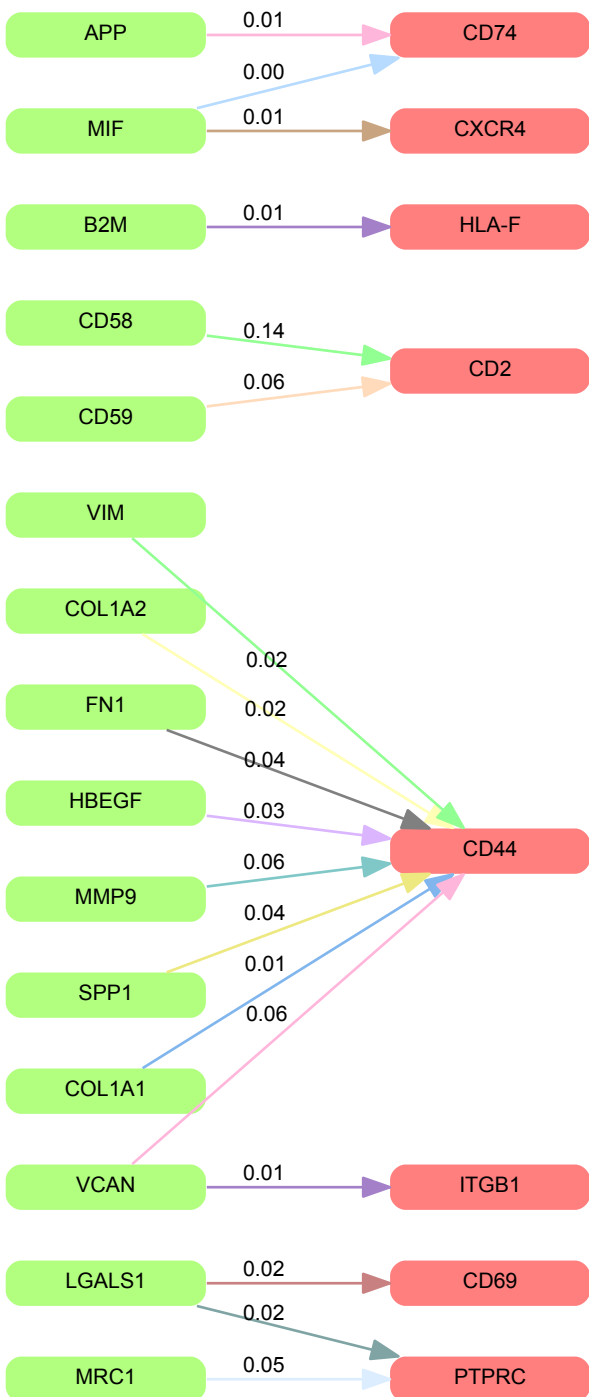 APP
0.01
CD74
0.00
MIF
0.01
CXCR4
B2M
0.01
HLA-F
CD58
0.14
CD2
CD59
0.06
VIM
COL1A2
0.02
FN1
0.02
0.04
HBEGF
0.03
CD44
MMP9
0.06
0.04
SPP1
0.01
0.06
COL1A1
VCAN
0.01
ITGB1
LGALS1
0.02
CD69
0.02
MRC1
0.05
PTPRC